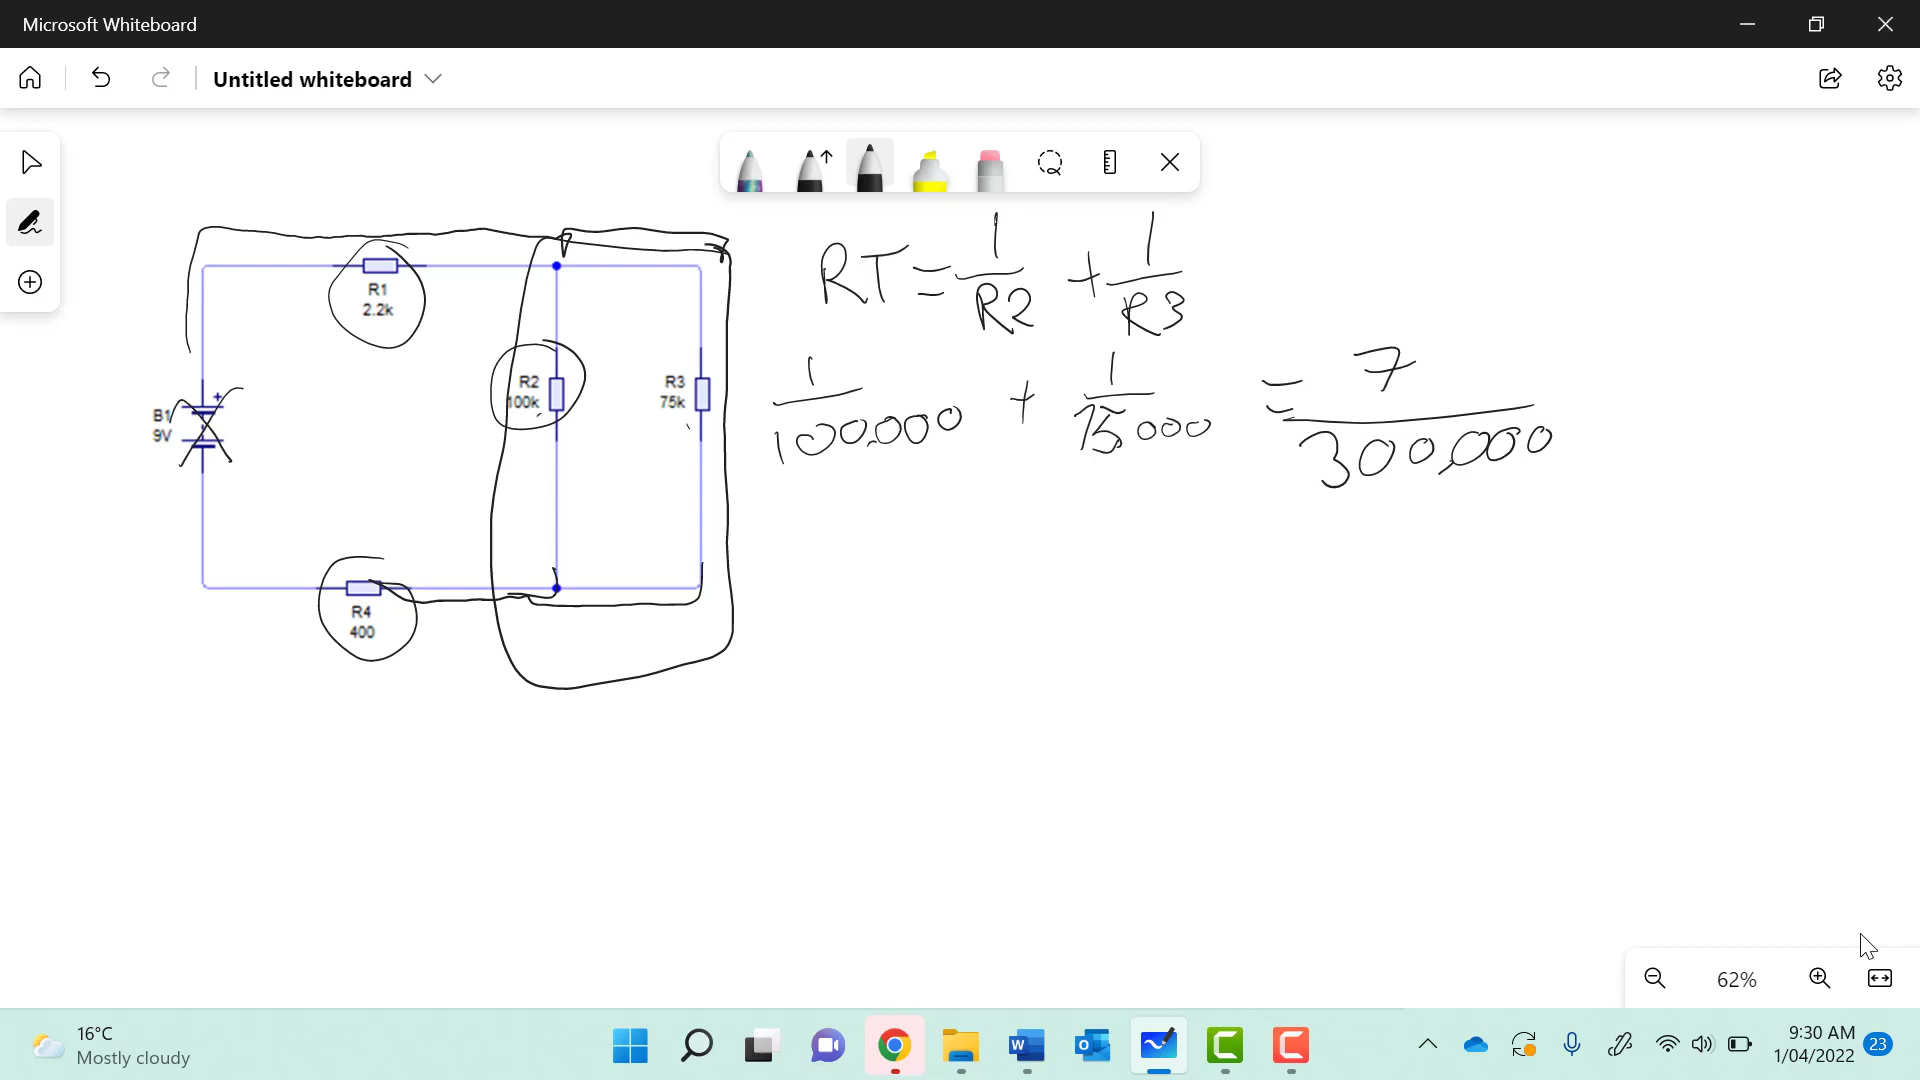 Microsoft Whiteboard
Untitled whiteboard
RT = 1/R2 + 1/R3
1/100,000 + 1/75,000 = 7/300,000
R1
2.2k
R2
100k
R3
75k
B1
9V
+
R4
400
62%
16°C
Mostly cloudy
W
O
9:30 AM
1/04/2022
23